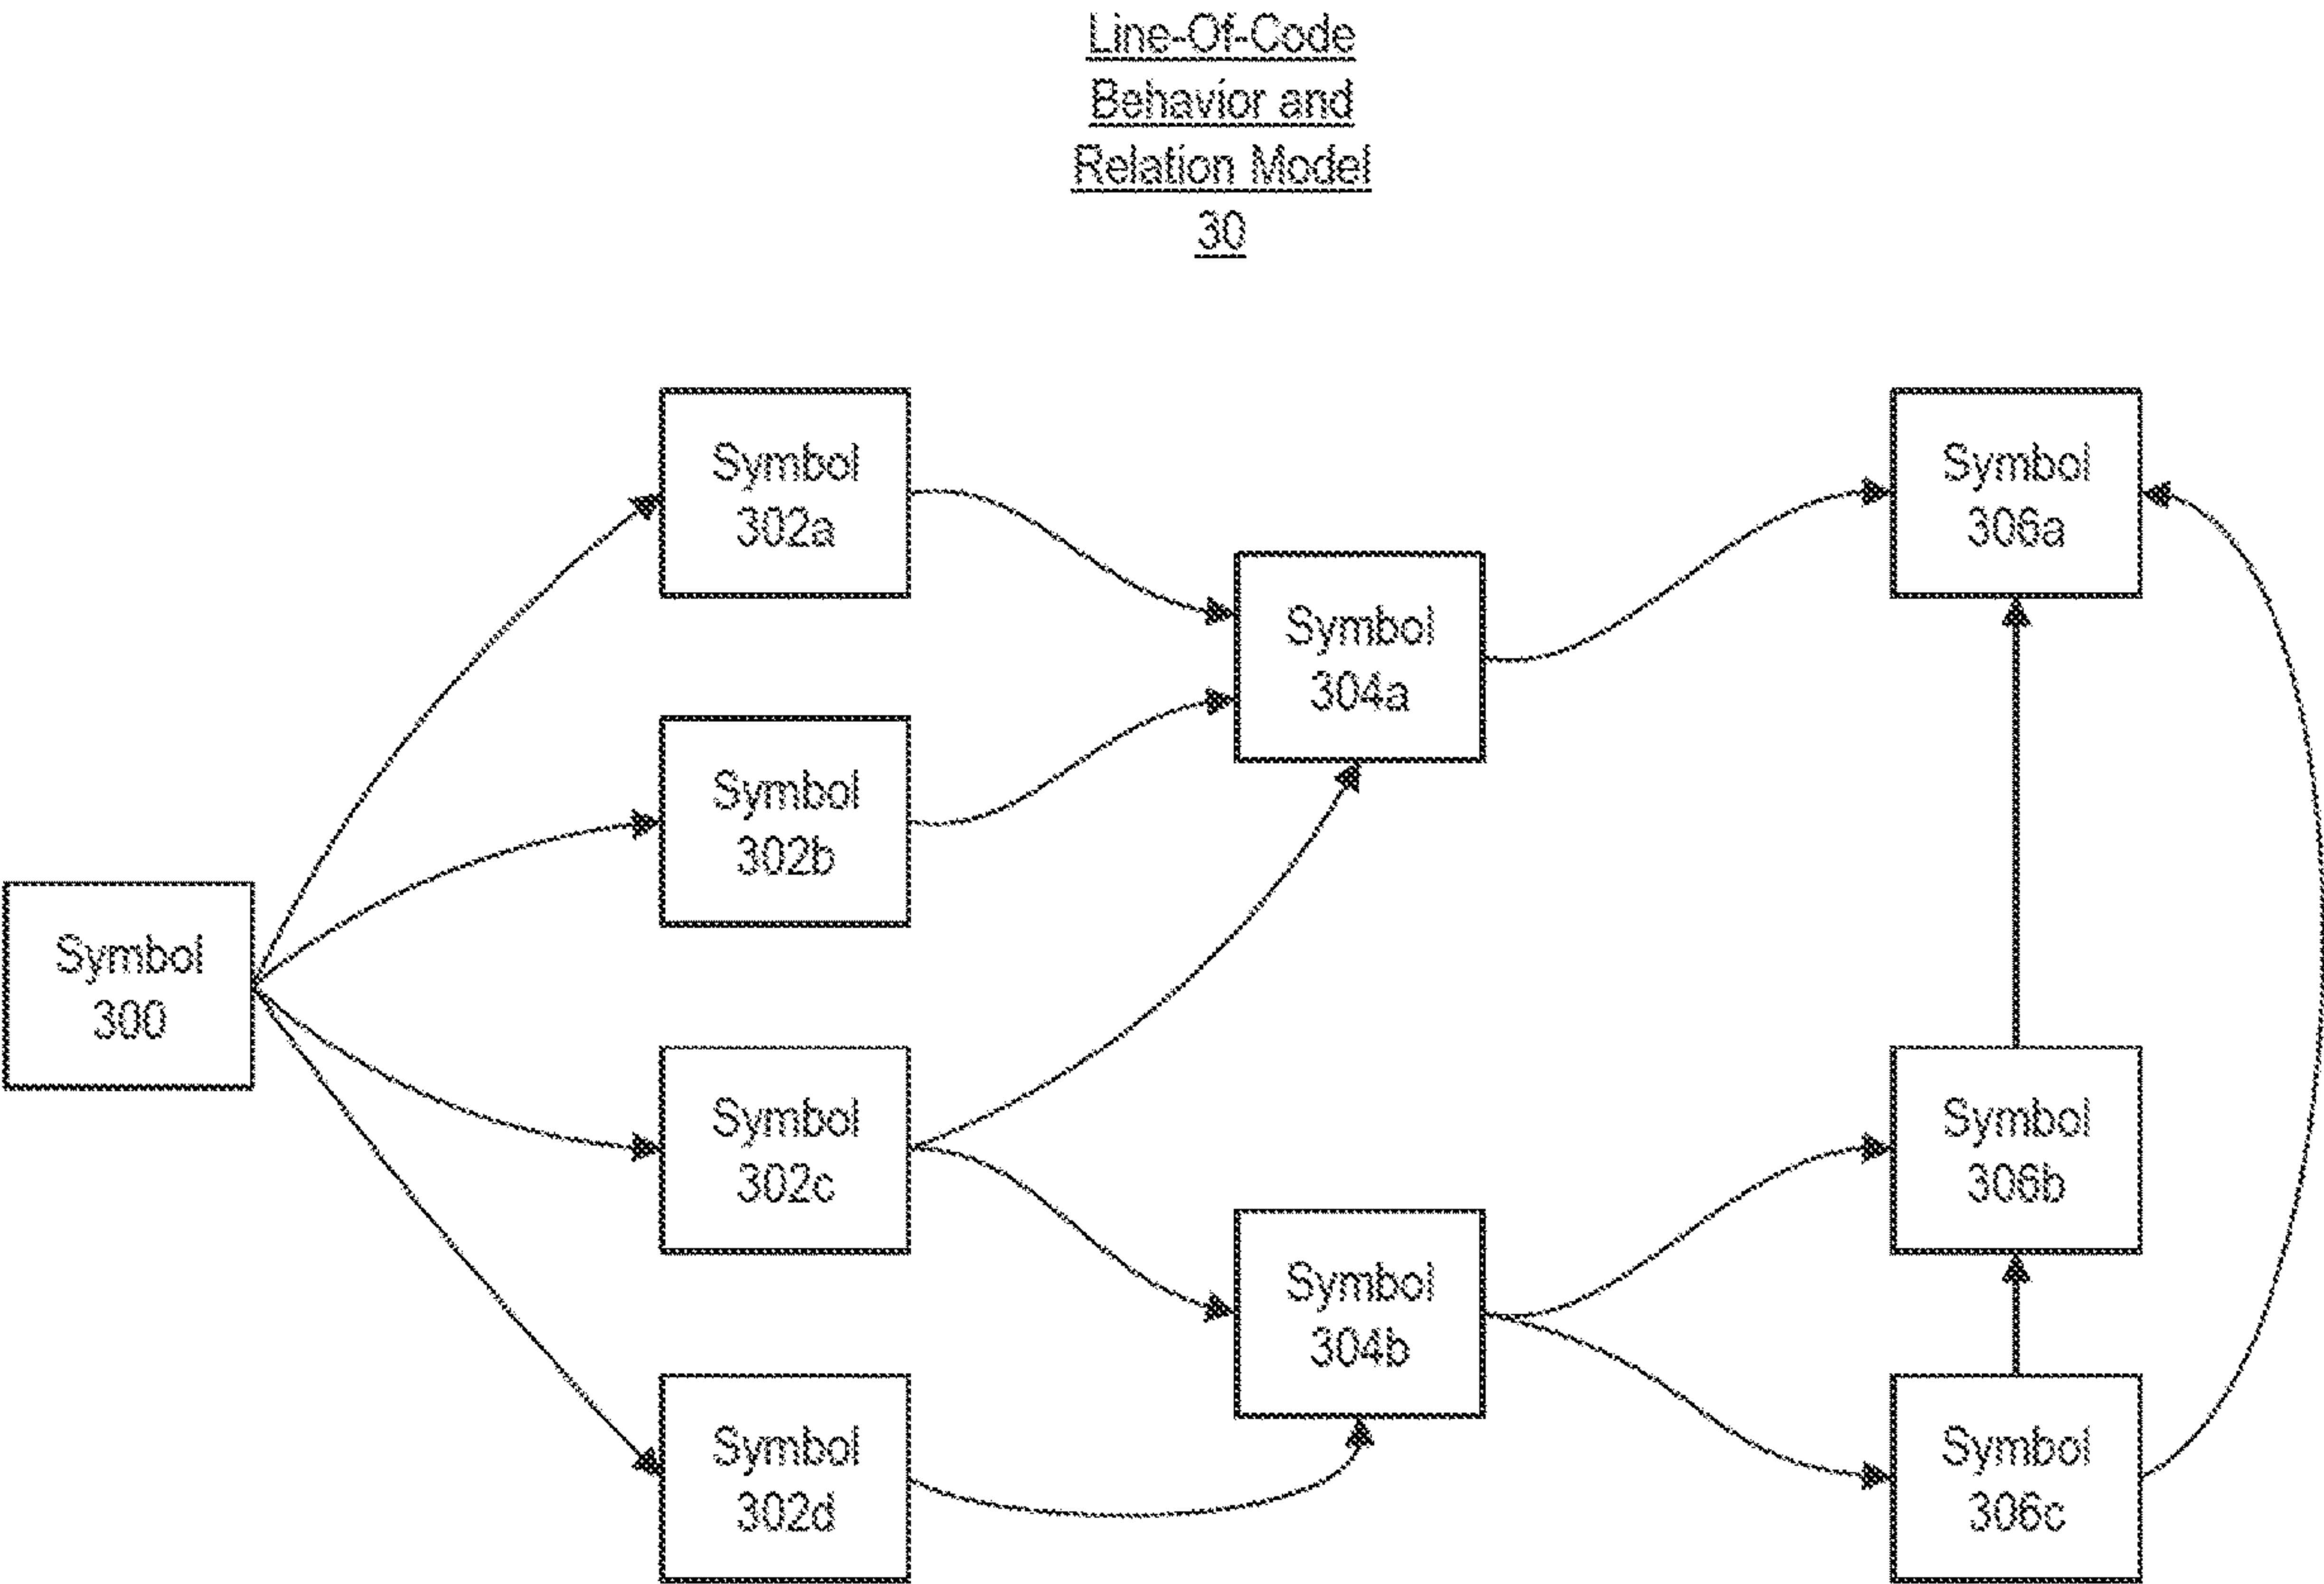 Line-Of-Code
Behavior and
Relation Model
30
Symbol
302a
Symbol
306a
Symbol
304a
Symbol
302b
Symbol
300
Symbol
302c
Symbol
306b
Symbol
304b
Symbol
302d
Symbol
306c